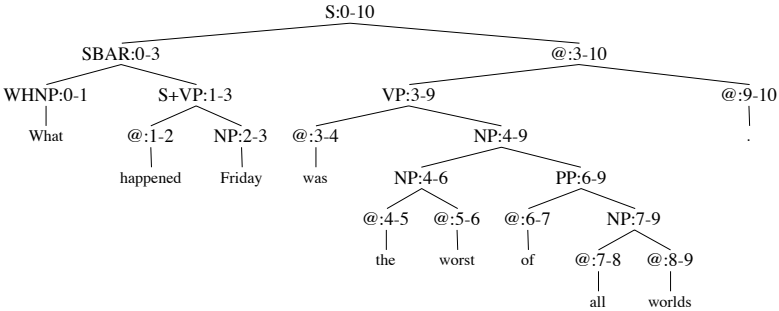 S:0-10
SBAR:0-3 @:3-10
WHNP:0-1 S+VP:1-3 VP:3-9 @:9-10
What @:1-2 NP:2-3 @:3-4 NP:4-9 .
happened Friday was NP:4-6 PP:6-9
@:4-5 @:5-6 @:6-7 NP:7-9
the worst of @:7-8 @:8-9
all worlds